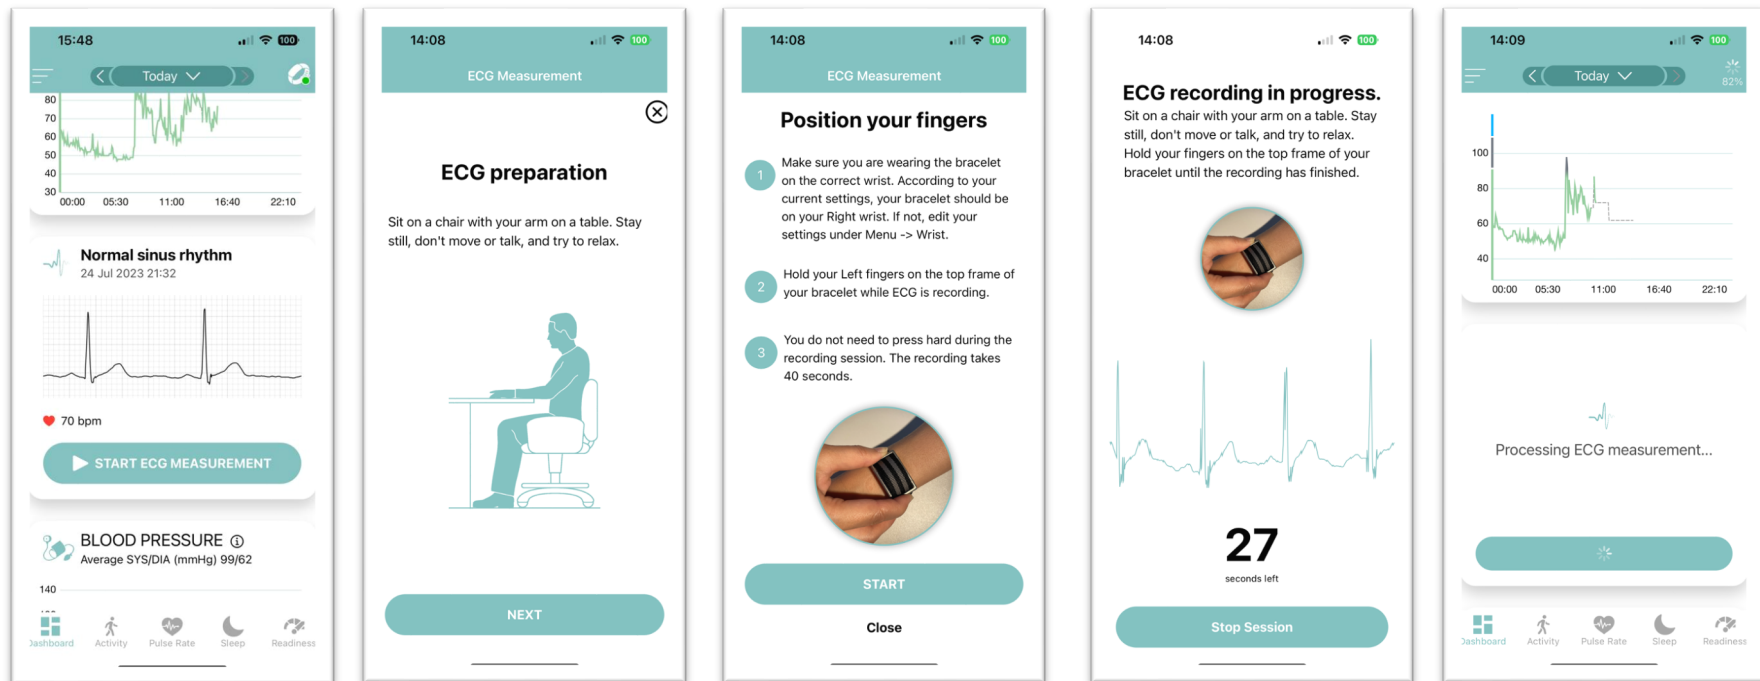 15:48
100
Today
80
70
60
50
40
30
00:00 05:30 11:00 16:40 22:10
Normal sinus rhythm
24 Jul 2023 21:32
70 bpm
START ECG MEASUREMENT
BLOOD PRESSURE
Average SYS/DIA (mmHg) 99/62
140
Dashboard Activity Pulse Rate Sleep Readiness
14:08
100
ECG Measurement
ECG preparation
Sit on a chair with your arm on a table. Stay
still, don't move or talk, and try to relax.
NEXT
14:08
100
ECG Measurement
Position your fingers
1
Make sure you are wearing the bracelet
on the correct wrist. According to your
current settings, your bracelet should be
on your Right wrist. If not, edit your
settings under Menu -> Wrist.
2
Hold your Left fingers on the top frame of
your bracelet while ECG is recording.
3
You do not need to press hard during the
recording session. The recording takes
40 seconds.
START
Close
14:08
100
ECG recording in progress.
Sit on a chair with your arm on a table. Stay
still, don't move or talk, and try to relax.
Hold your fingers on the top frame of your
bracelet until the recording has finished.
27
seconds left
Stop Session
14:09
100
Today
82%
100
80
60
40
00:00 05:30 11:00 16:40 22:10
Processing ECG measurement...
Dashboard Activity Pulse Rate Sleep Readiness